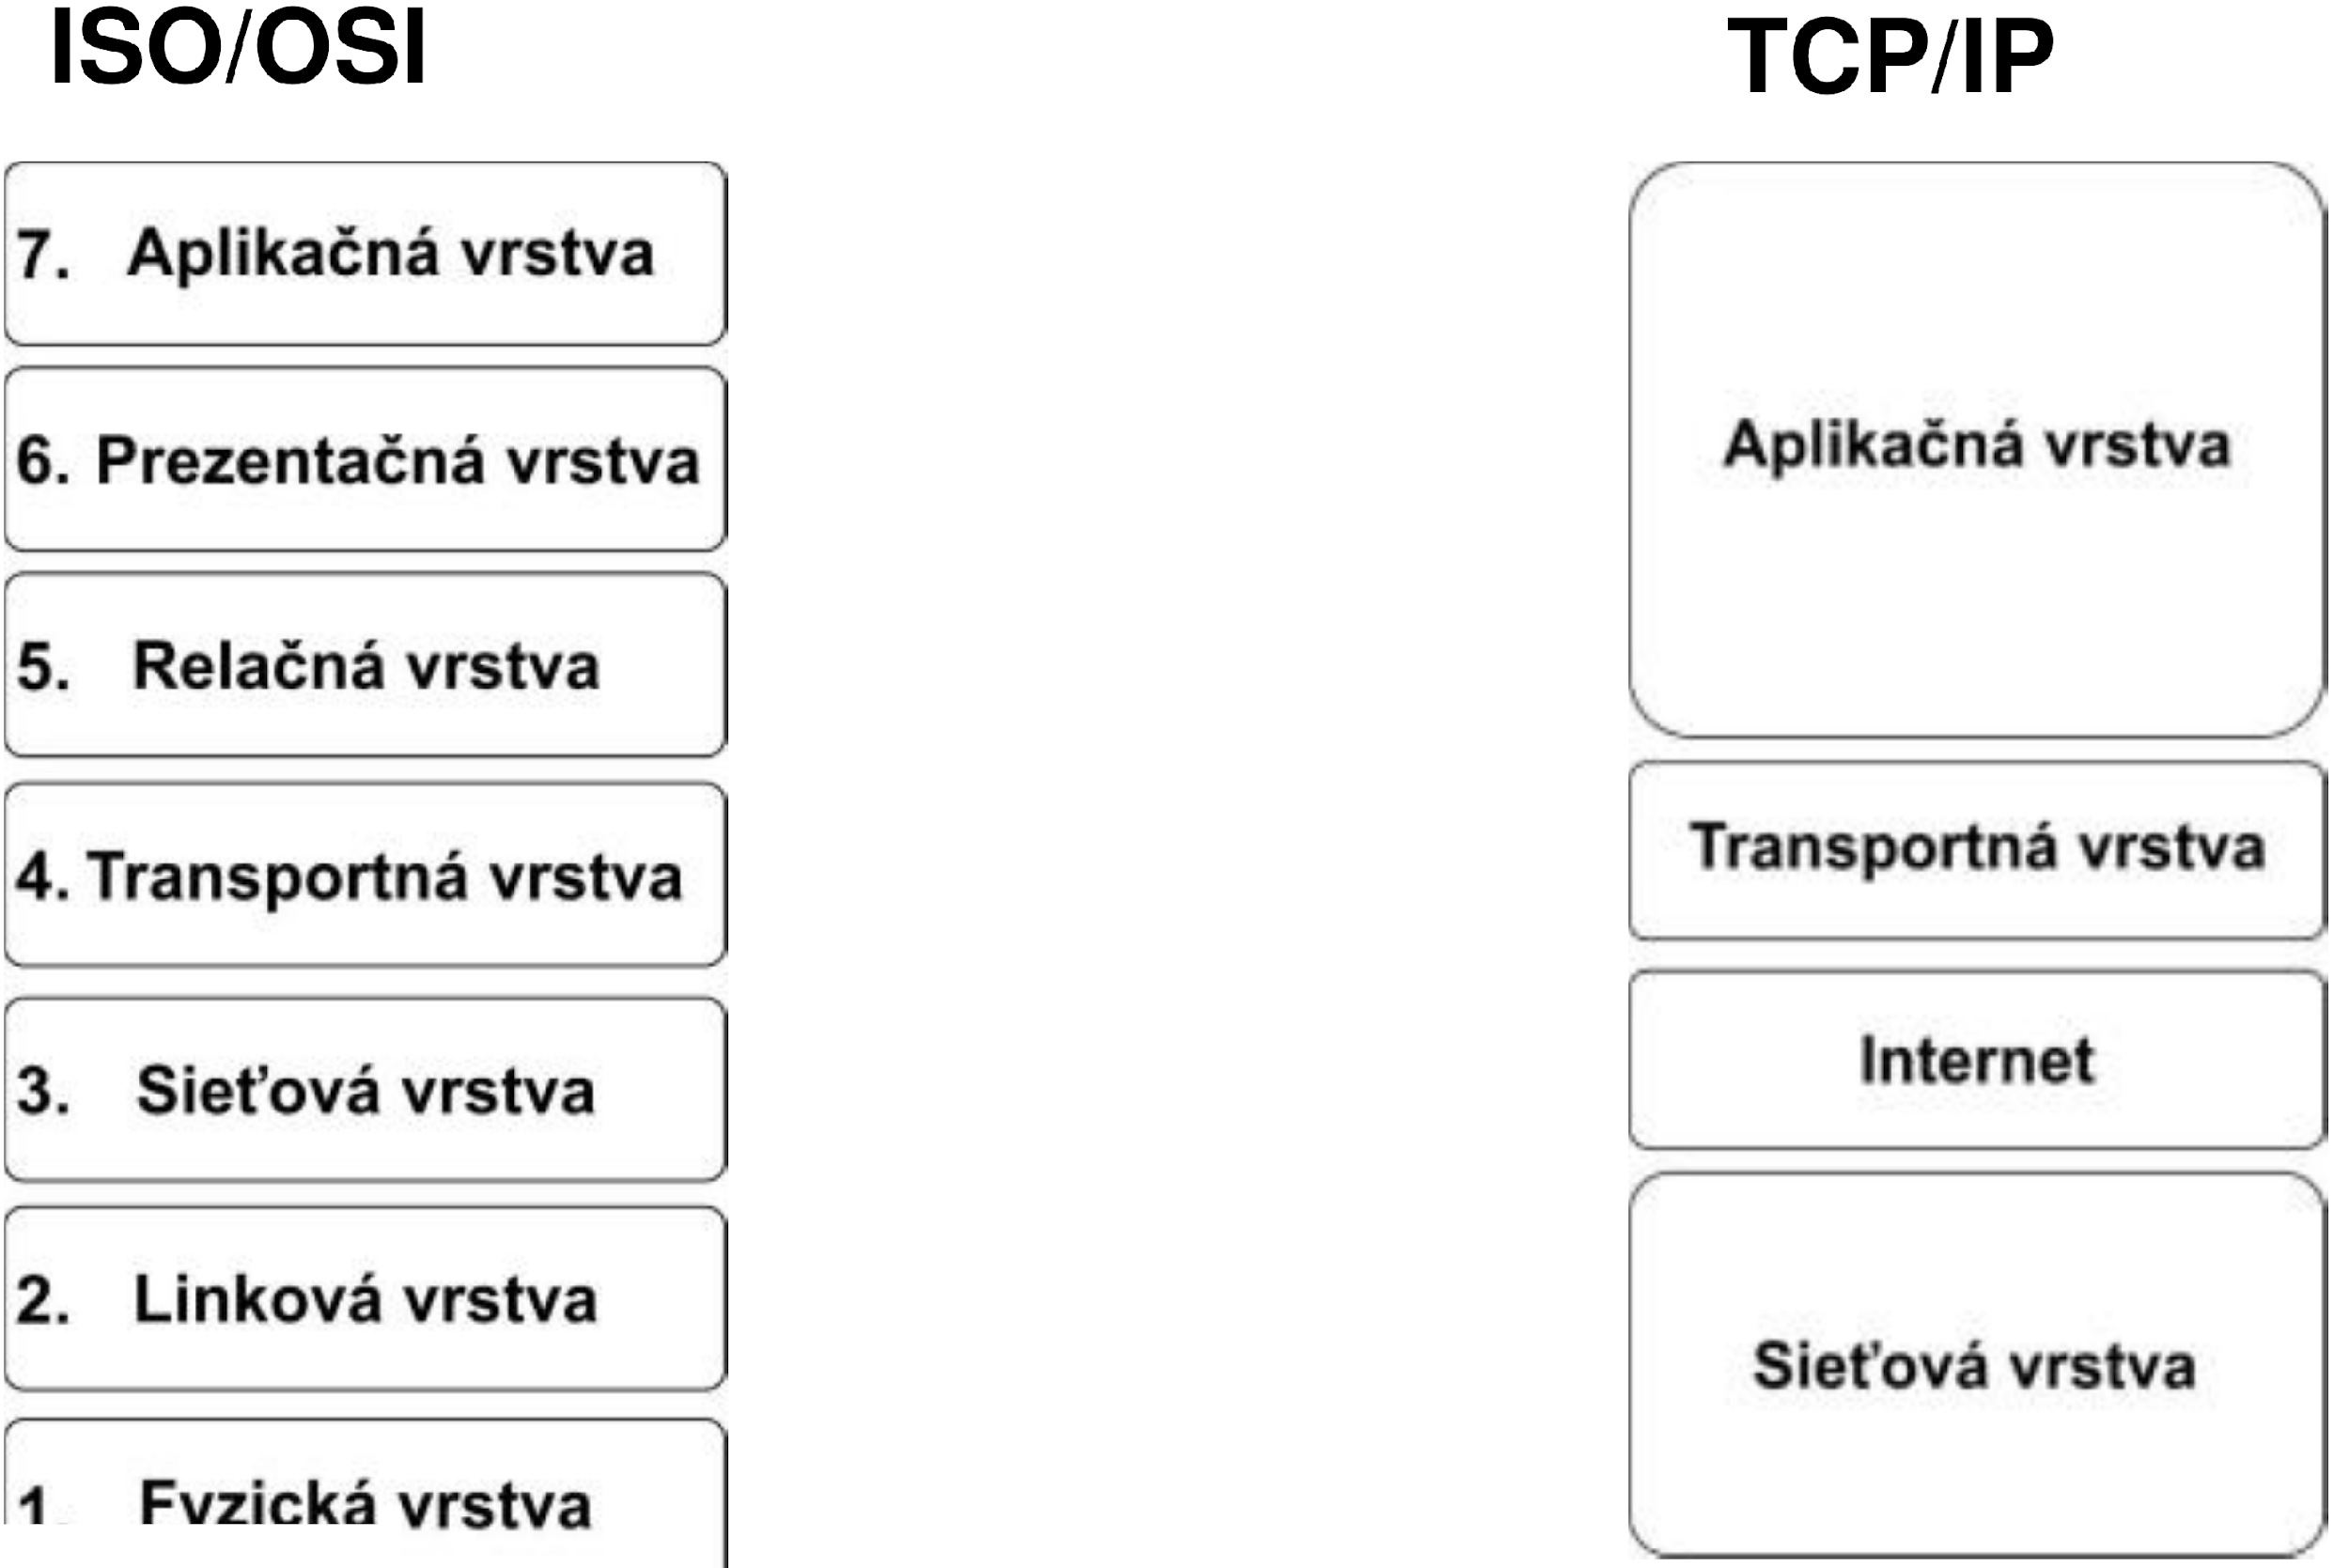 ISO/OSI
7. Aplikačná vrstva
6. Prezentačná vrstva
5. Relačná vrstva
4. Transportná vrstva
3. Sieťová vrstva
2. Linková vrstva
1. Fyzická vrstva
TCP/IP
Aplikačná vrstva
Transportná vrstva
Internet
Sieťová vrstva